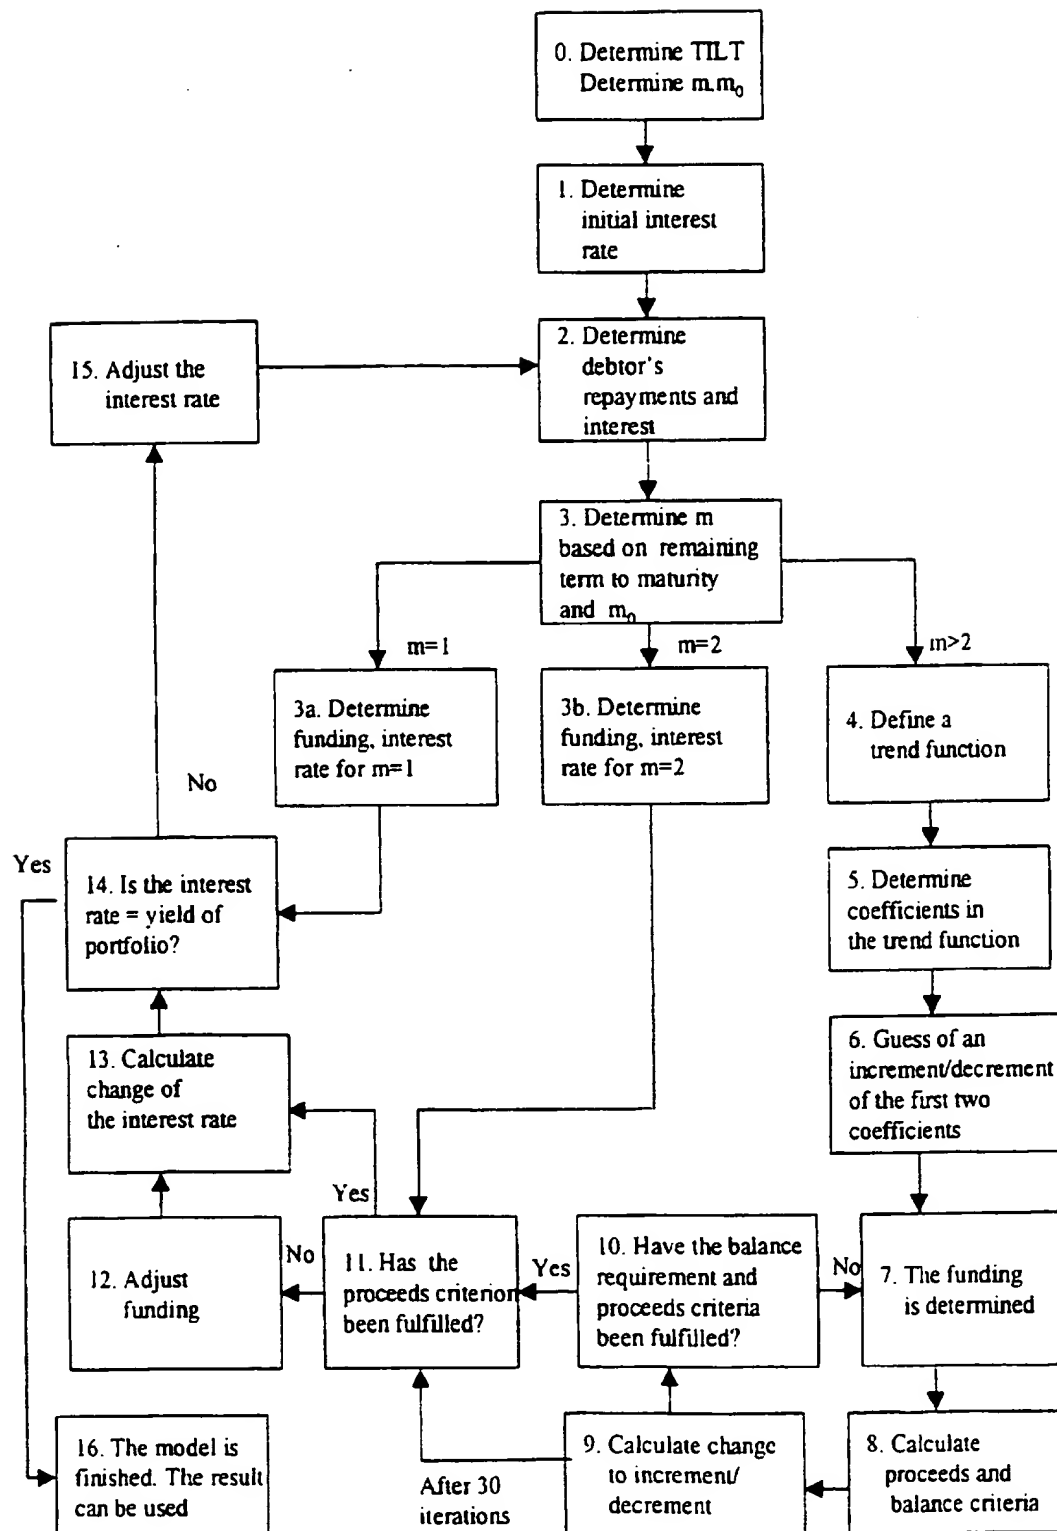 0. Determine TILT
Determine m.m0
1. Determine
initial interest
rate
15. Adjust the
interest rate
2. Determine
debtor's
repayments and
interest
3. Determine m
based on remaining
term to maturity
and m0
m=1
m=2
m>2
3a. Determine
funding, interest
rate for m=1
3b. Determine
funding, interest
rate for m=2
4. Define a
trend function
No
Yes
14. Is the interest
rate = yield of
portfolio?
5. Determine
coefficients in
the trend function
13. Calculate
change of
the interest rate
6. Guess of an
increment/decrement
of the first two
coefficients
Yes
12. Adjust
funding
No
11. Has the
proceeds criterion
been fulfilled?
Yes
10. Have the balance
requirement and
proceeds criteria
been fulfilled?
No
7. The funding
is determined
16. The model is
finished. The result
can be used
After 30
iterations
9. Calculate change
to increment/
decrement
8. Calculate
proceeds and
balance criteria